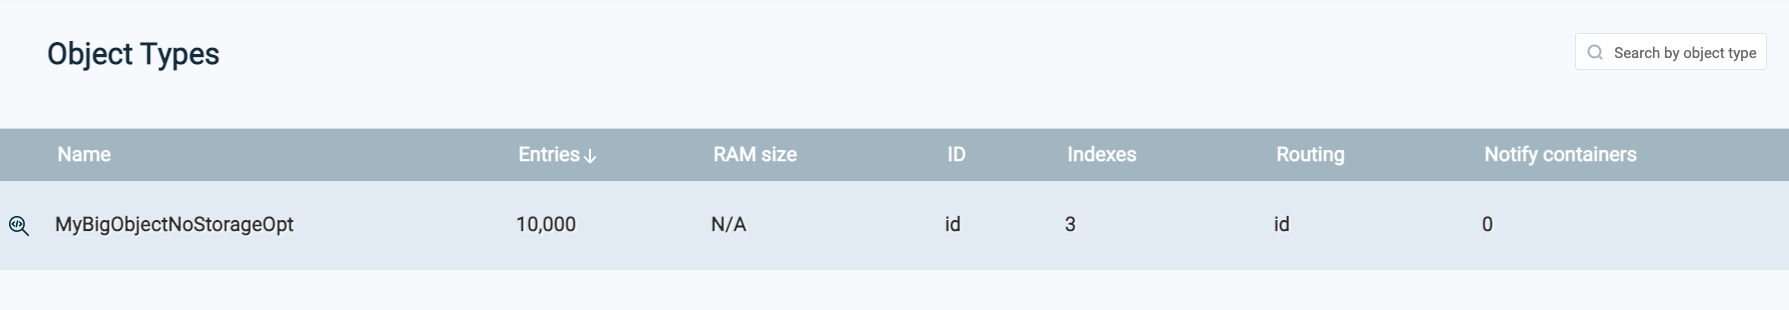 Object Types
Search by object type
Name Entries↓ RAM size ID Indexes Routing Notify containers
MyBigObjectNoStorageOpt 10,000 N/A id 3 id 0